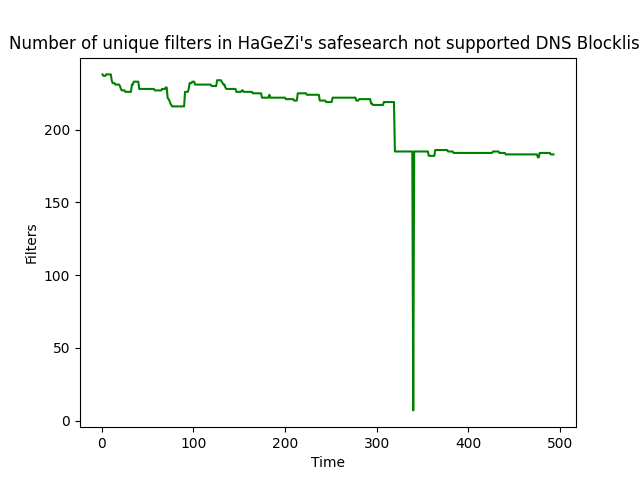 Number of unique filters in HaGeZi's safesearch not supported DNS Blocklis
Filters
200
150
100
50
0
0 100 200 300 400 500
Time